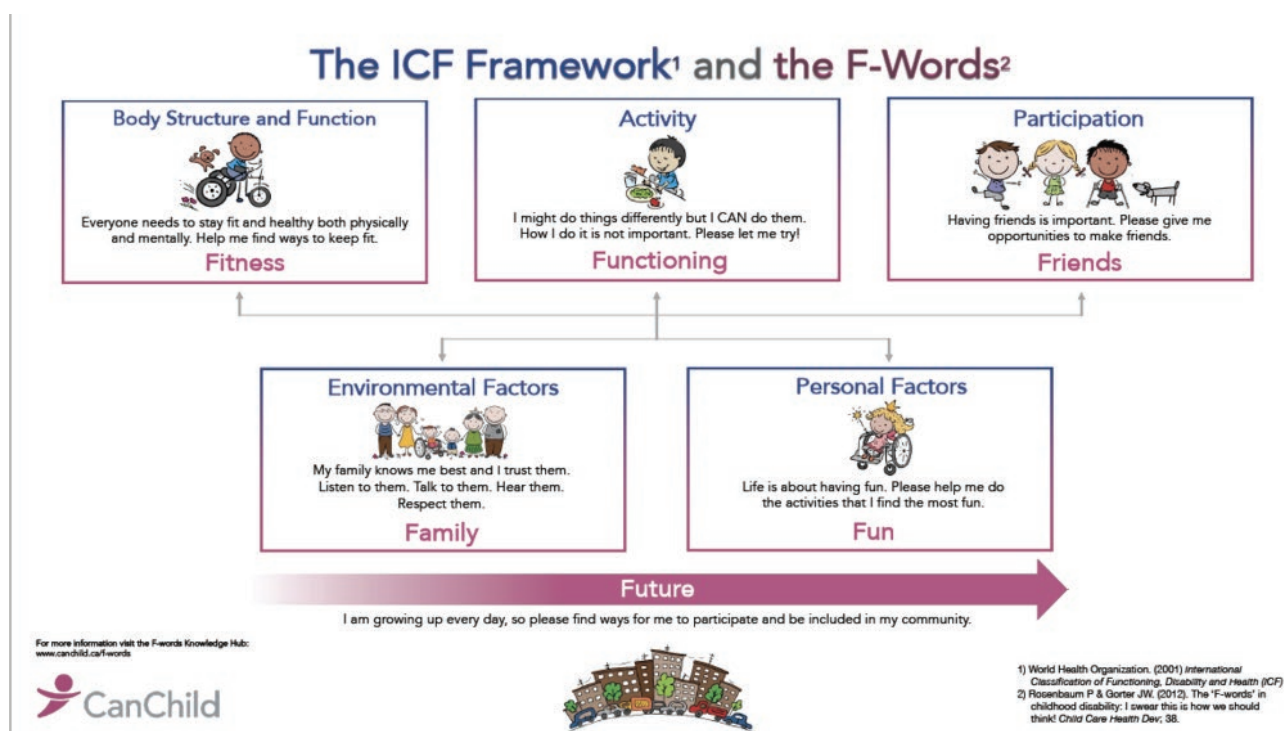 The ICF Framework¹ and the F-Words²
Body Structure and Function
Everyone needs to stay fit and healthy both physically
and mentally. Help me find ways to keep fit.
Fitness
Activity
I might do things differently but I CAN do them.
How I do it is not important. Please let me try!
Functioning
Participation
Having friends is important. Please give me
opportunities to make friends.
Friends
Environmental Factors
My family knows me best and I trust them.
Listen to them. Talk to them. Hear them.
Respect them.
Family
Personal Factors
Life is about having fun. Please help me do
the activities that I find the most fun.
Fun
Future
I am growing up every day, so please find ways for me to participate and be included in my community.
For more information visit the F-words Knowledge Hub:
www.canchild.ca/f-words
CanChild
1) World Health Organization. (2001) International
Classification of Functioning, Disability and Health (ICF)
2) Rosenbaum P & Gorter JW. (2012). The 'F-words' in
childhood disability: I swear this is how we should
think! Child Care Health Dev; 38.